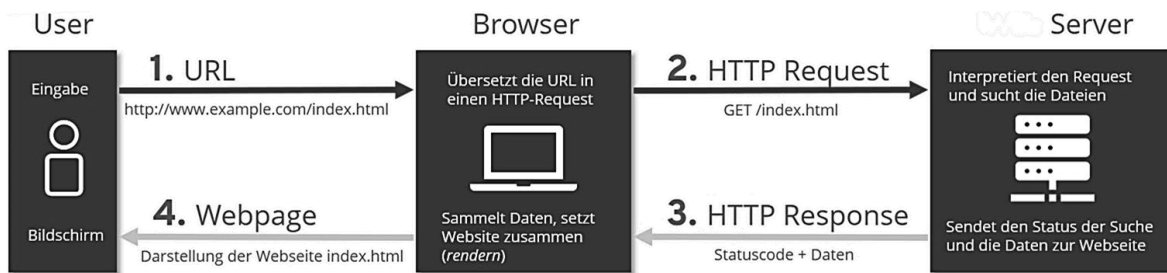 User
Browser
Server
Eingabe
Bildschirm
1. URL
http://www.example.com/index.html
4. Webpage
Darstellung der Webseite index.html
Übersetzt die URL in
einen HTTP-Request
Sammelt Daten, setzt
Website zusammen
(rendern)
2. HTTP Request
GET /index.html
3. HTTP Response
Statuscode + Daten
Interpretiert den Request
und sucht die Dateien
Sendet den Status der Suche
und die Daten zur Webseite